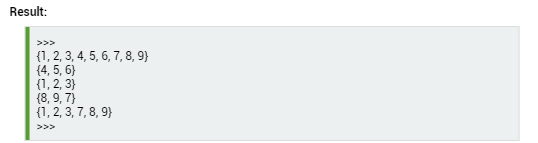 Result:
>>>
{1, 2, 3, 4, 5, 6, 7, 8, 9}
{4, 5, 6}
{1, 2, 3}
{8, 9, 7}
{1, 2, 3, 7, 8, 9}
>>>